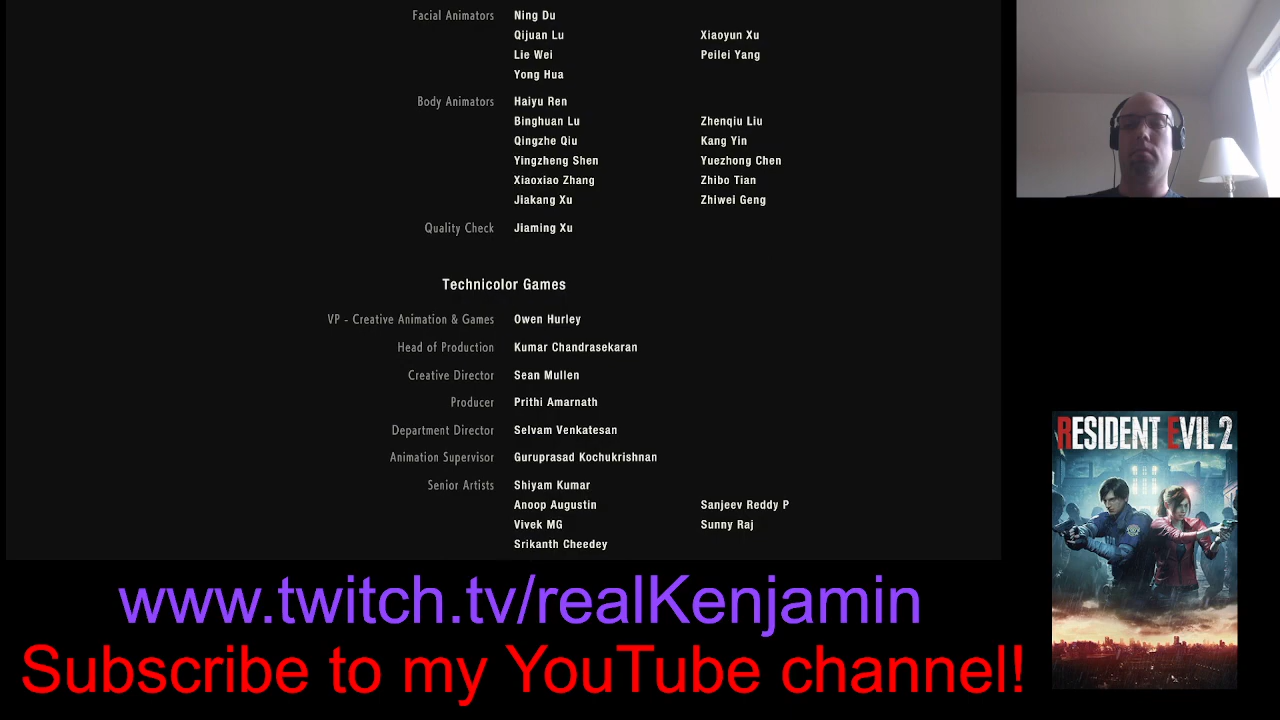 Facial Animators Ning Du
Qijuan Lu Xiaoyun Xu
Lie Wei Peilei Yang
Yong Hua
Body Animators Haiyu Ren
Binghuan Lu Zhenqiu Liu
Qingzhe Qiu Kang Yin
Yingzheng Shen Yuezhong Chen
Xiaoxiao Zhang Zhibo Tian
Jiakang Xu Zhiwei Geng
Quality Check Jiaming Xu
Technicolor Games
VP - Creative Animation & Games Owen Hurley
Head of Production Kumar Chandrasekaran
Creative Director Sean Mullen
Producer Prithi Amarnath
Department Director Selvam Venkatesan
Animation Supervisor Guruprasad Kochukrishnan
Senior Artists Shiyam Kumar
Anoop Augustin Sanjeev Reddy P
Vivek MG Sunny Raj
Srikanth Cheedey
RESIDENT EVIL 2
www.twitch.tv/realKenjamin
Subscribe to my YouTube channel!